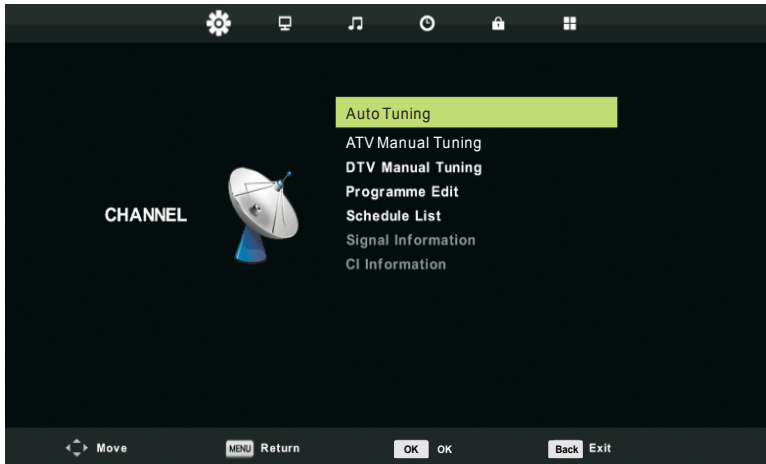 Auto Tuning
ATV Manual Tuning
DTV Manual Tuning
Programme Edit
CHANNEL
Schedule List
Signal Information
CI Information
Move
MENU Return
OK OK
Back Exit